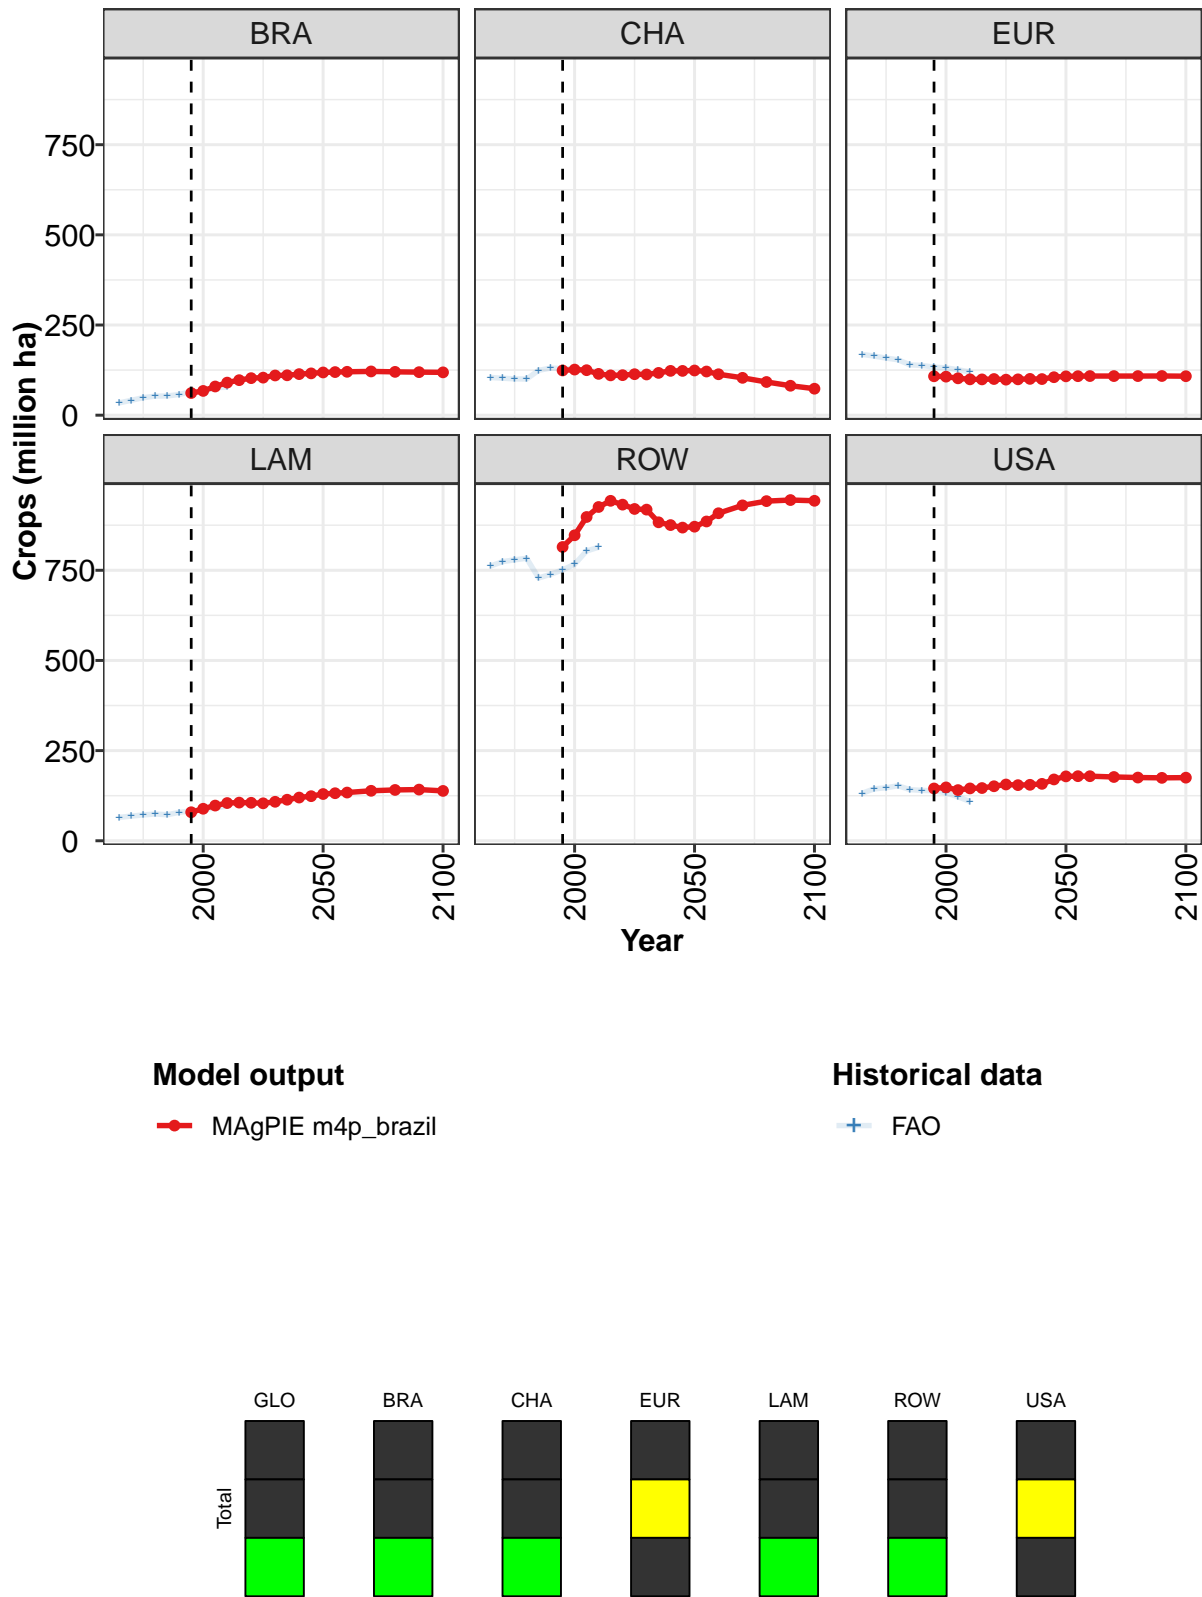 BRA
CHA
EUR
750
500
250
0
LAM
ROW
USA
750
500
250
0
Crops (million ha)
2000
2050
2100
2000
2050
2100
2000
2050
2100
Year
Model output
MAgPIE m4p_brazil
Historical data
FAO
GLO
BRA
CHA
EUR
LAM
ROW
USA
Total